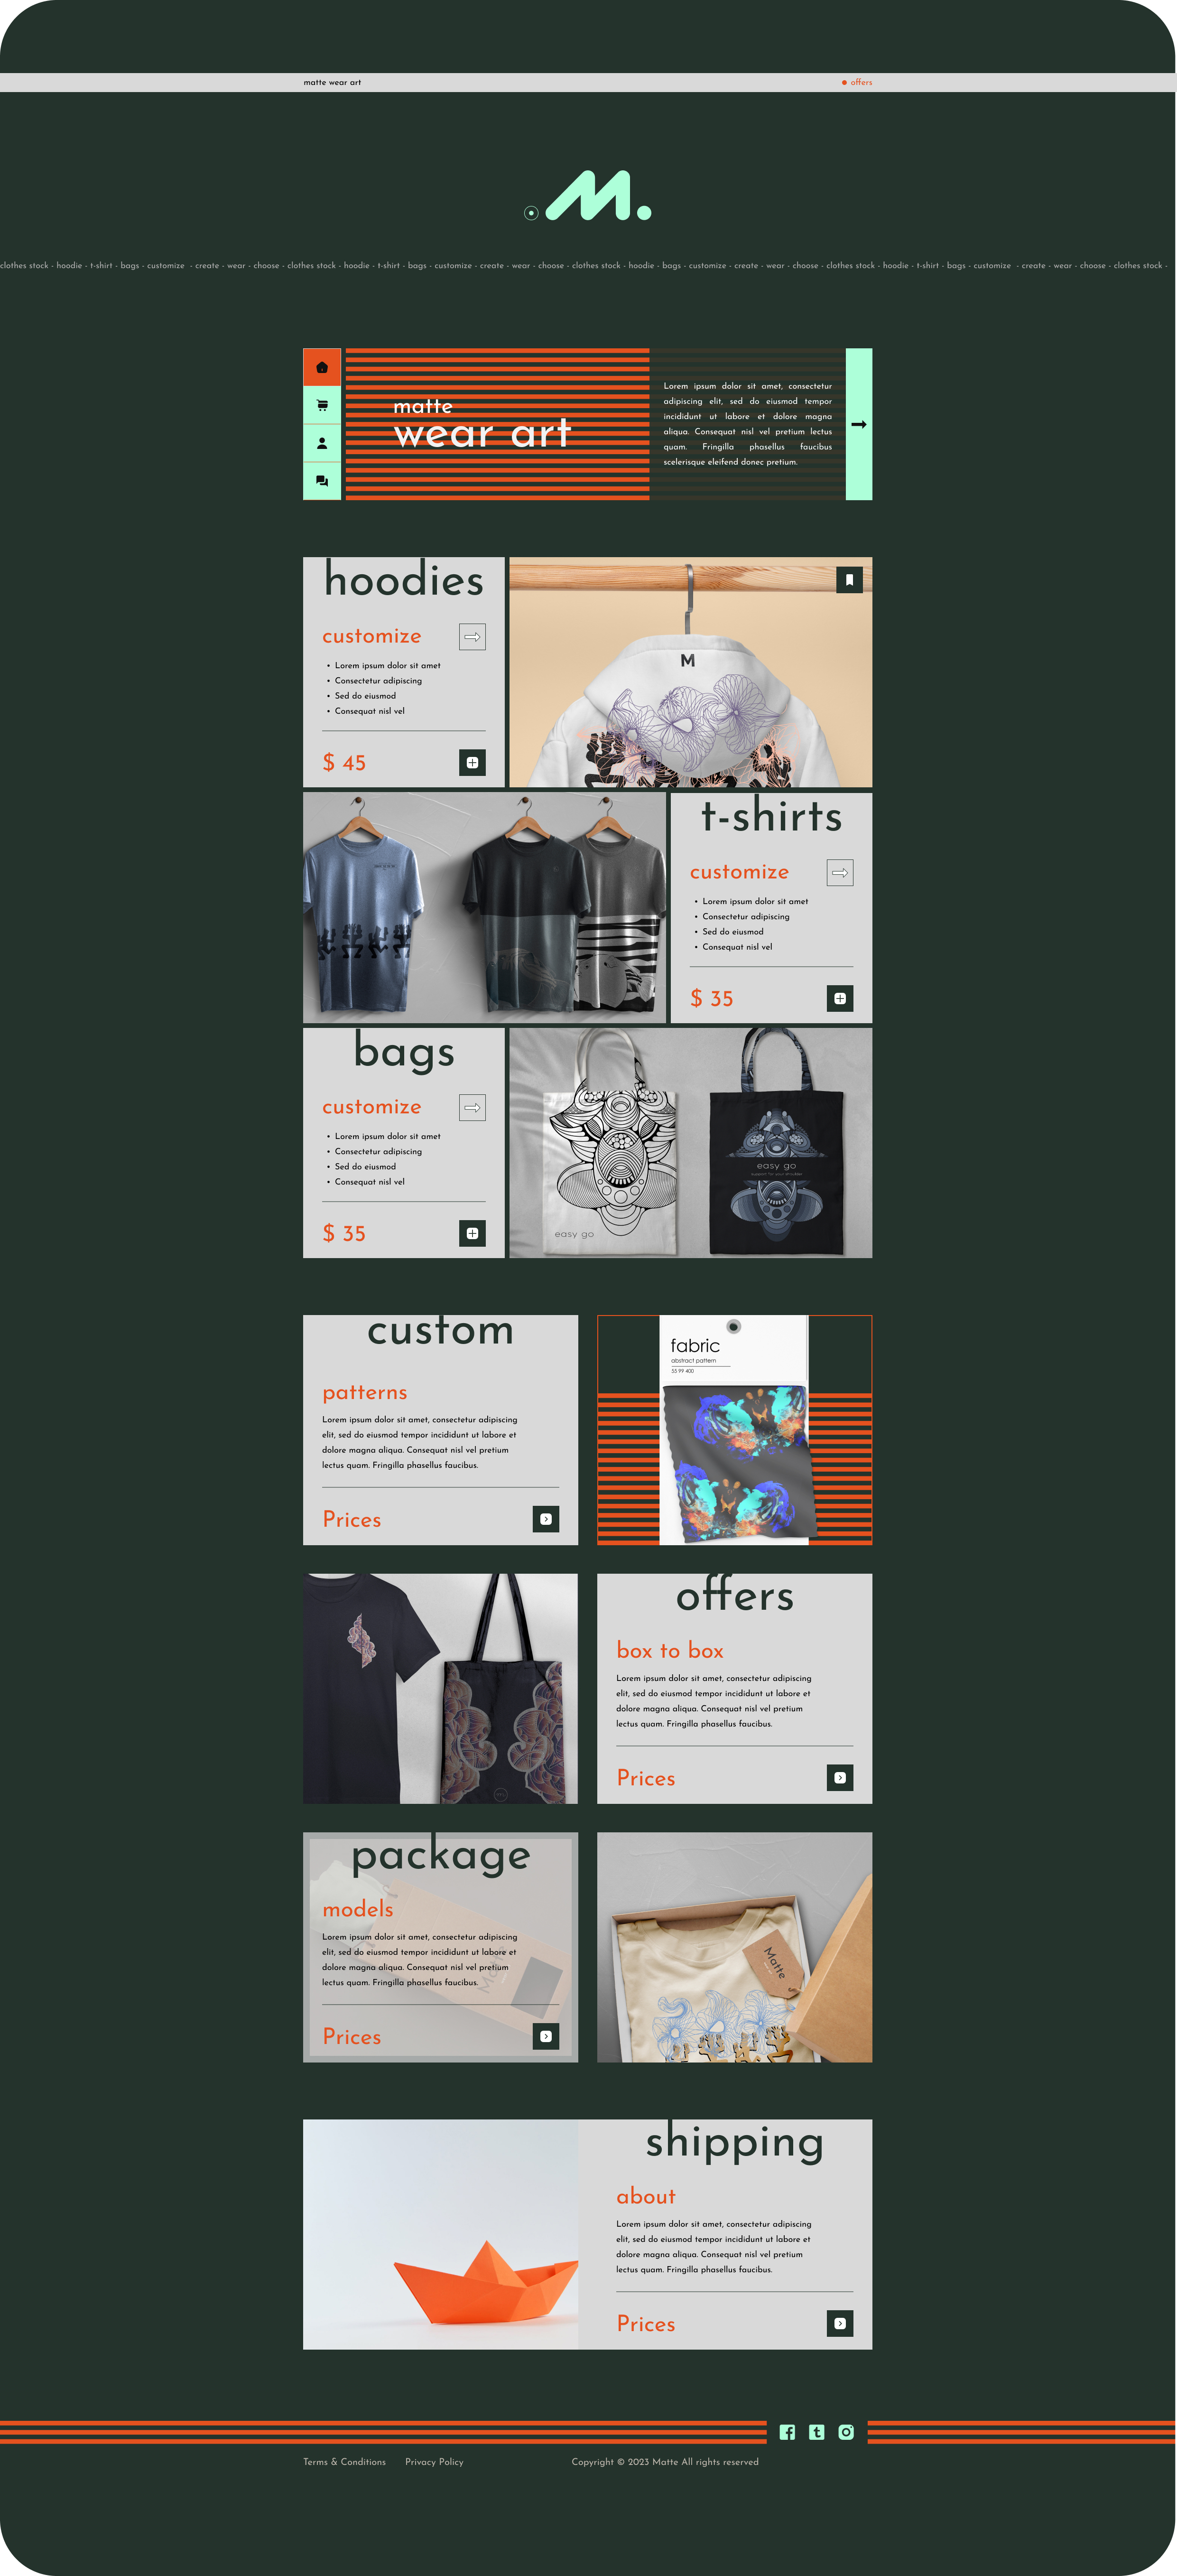 matte wear art
offers
M.
clothes stock - hoodie - t-shirt - bags - customize - create - wear - choose - clothes stock - hoodie - t-shirt - bags - customize - create - wear - choose - clothes stock - hoodie - bags - customize - create - wear - choose - clothes stock - hoodie - t-shirt - bags - customize - create - wear - choose - clothes stock -
matte
wear art
Lorem ipsum dolor sit amet, consectetur
adipiscing elit, sed do eiusmod tempor
incididunt ut labore et dolore magna
aliqua. Consequat nisl vel pretium lectus
quam. Fringilla phasellus faucibus
scelerisque eleifend donec pretium.
hoodies
customize
• Lorem ipsum dolor sit amet
• Consectetur adipiscing
• Sed do eiusmod
• Consequat nisl vel
$ 45
M
t-shirts
customize
• Lorem ipsum dolor sit amet
• Consectetur adipiscing
• Sed do eiusmod
• Consequat nisl vel
$ 35
bags
customize
• Lorem ipsum dolor sit amet
• Consectetur adipiscing
• Sed do eiusmod
• Consequat nisl vel
$ 35
easy go
easy go
support for your shoulder
custom
patterns
Lorem ipsum dolor sit amet, consectetur adipiscing
elit, sed do eiusmod tempor incididunt ut labore et
dolore magna aliqua. Consequat nisl vel pretium
lectus quam. Fringilla phasellus faucibus.
Prices
fabric
abstract pattern
55 99 400
offers
box to box
Lorem ipsum dolor sit amet, consectetur adipiscing
elit, sed do eiusmod tempor incididunt ut labore et
dolore magna aliqua. Consequat nisl vel pretium
lectus quam. Fringilla phasellus faucibus.
Prices
package
models
Lorem ipsum dolor sit amet, consectetur adipiscing
elit, sed do eiusmod tempor incididunt ut labore et
dolore magna aliqua. Consequat nisl vel pretium
lectus quam. Fringilla phasellus faucibus.
Prices
Matte
shipping
about
Lorem ipsum dolor sit amet, consectetur adipiscing
elit, sed do eiusmod tempor incididunt ut labore et
dolore magna aliqua. Consequat nisl vel pretium
lectus quam. Fringilla phasellus faucibus.
Prices
Terms & Conditions
Privacy Policy
Copyright © 2023 Matte All rights reserved